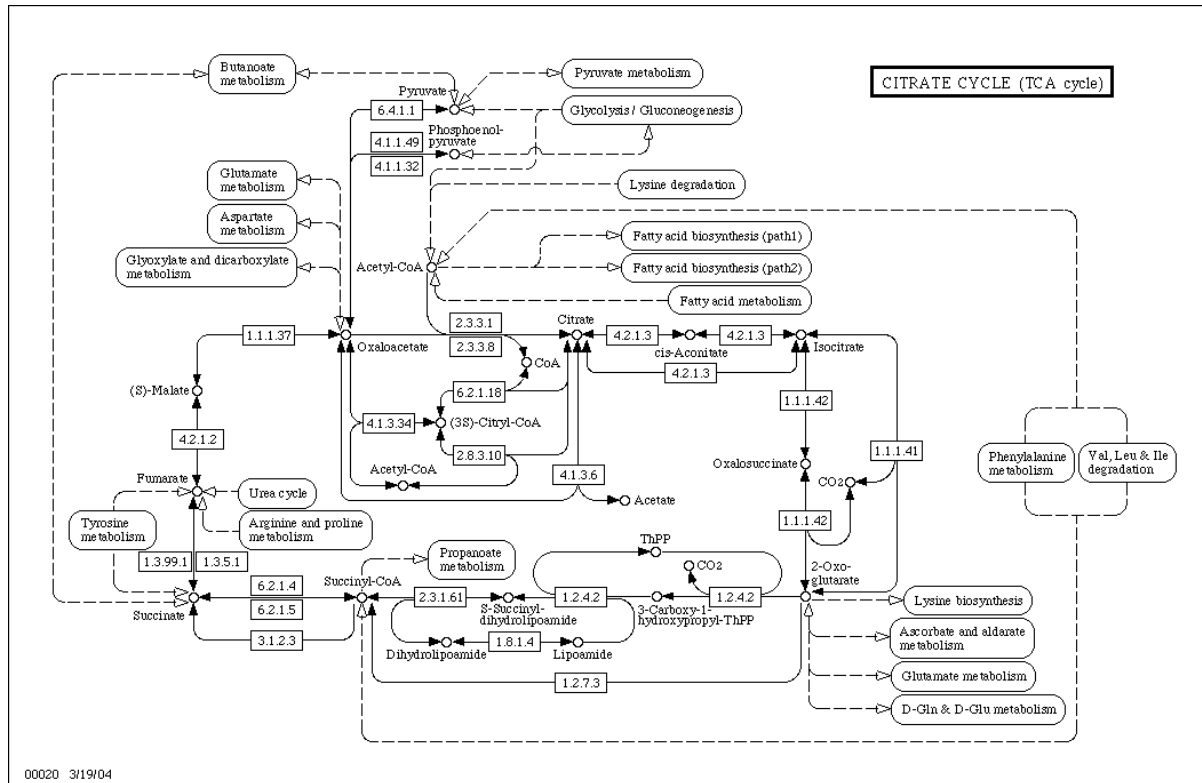 Butanoate
metabolism
Pyruvate metabolism
CITRATE CYCLE (TCA cycle)
Pyruvate
6.4.1.1
Glycolysis / Gluconeogenesis
4.1.1.49
Phosphoenol-
pyruvate
4.1.1.32
Glutamate
metabolism
Lysine degradation
Aspartate
metabolism
Fatty acid biosynthesis (path1)
Glyoxylate and dicarboxylate
metabolism
Acetyl-CoA
Fatty acid biosynthesis (path2)
Fatty acid metabolism
1.1.1.37
Oxaloacetate
2.3.3.1
2.3.3.8
Citrate
4.2.1.3
cis-Aconitate
4.2.1.3
Isocitrate
CoA
4.2.1.3
(S)-Malate
6.2.1.18
1.1.1.42
4.1.3.34
(3S)-Citryl-CoA
4.2.1.2
2.8.3.10
1.1.1.41
Phenylalanine
metabolism
Val, Leu & Ile
degradation
Oxalosuccinate
Acetyl-CoA
4.1.3.6
CO2
Fumarate
Urea cycle
Acetate
Tyrosine
metabolism
Arginine and proline
metabolism
1.1.1.42
1.3.99.1
1.3.5.1
Propanoate
metabolism
ThPP
CO2
2-Oxo-
glutarate
6.2.1.4
Succinyl-CoA
Succinate
6.2.1.5
2.3.1.61
S-Succinyl-
dihydrolipoamide
1.2.4.2
3-Carboxy-1-
hydroxypropyl-ThPP
1.2.4.2
Lysine biosynthesis
3.1.2.3
Dihydrolipoamide
1.8.1.4
Lipoamide
Ascorbate and aldarate
metabolism
1.2.7.3
Glutamate metabolism
D-Gln & D-Glu metabolism
00020 3/19/04